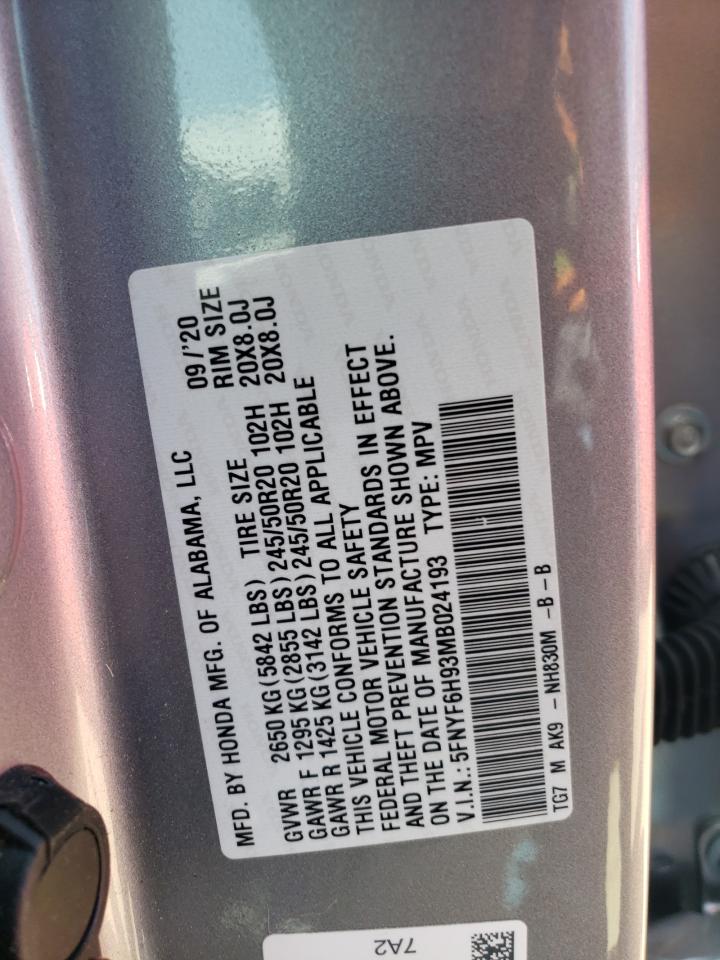 MFD. BY HONDA MFG. OF ALABAMA, LLC 09/'20
GVWR 2650 KG (5842 LBS) TIRE SIZE RIM SIZE
GAWR F 1295 KG (2855 LBS) 245/50R20 102H 20X8.0J
GAWR R 1425 KG (3142 LBS) 245/50R20 102H 20X8.0J
THIS VEHICLE CONFORMS TO ALL APPLICABLE
FEDERAL MOTOR VEHICLE SAFETY
AND THEFT PREVENTION STANDARDS IN EFFECT
ON THE DATE OF MANUFACTURE SHOWN ABOVE.
V.I.N.: 5FNYF6H93MB024193 TYPE: MPV
TG7 M AK9 - NH830M -B-B
7A2